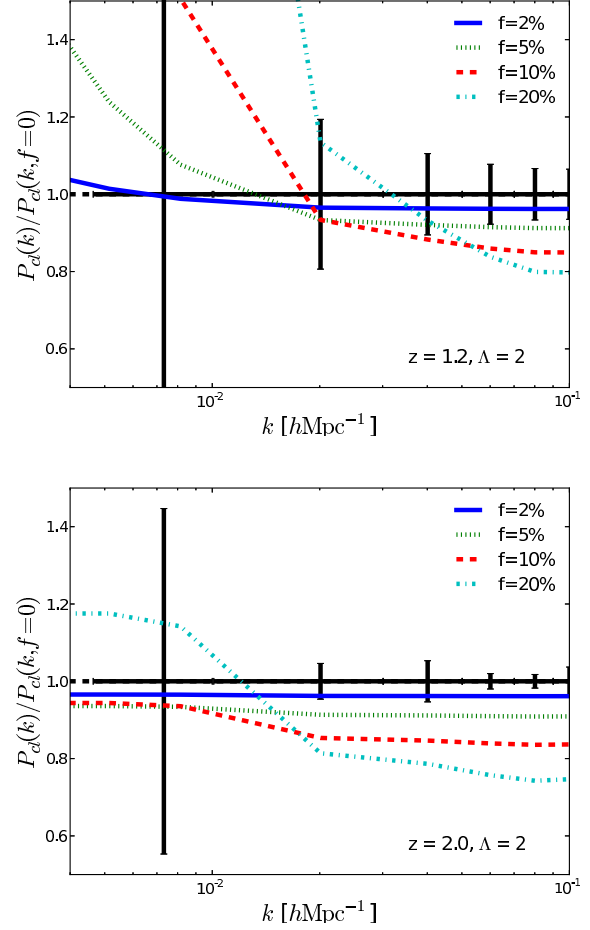 1.4
1.2
1.0
0.8
0.6
P_cl(k)/P_cl(k, f=0)
f=2%
f=5%
f=10%
f=20%
z = 1.2, Λ = 2
10⁻²
10⁻¹
k [hMpc⁻¹]
1.4
1.2
1.0
0.8
0.6
P_cl(k)/P_cl(k, f=0)
f=2%
f=5%
f=10%
f=20%
z = 2.0, Λ = 2
10⁻²
10⁻¹
k [hMpc⁻¹]